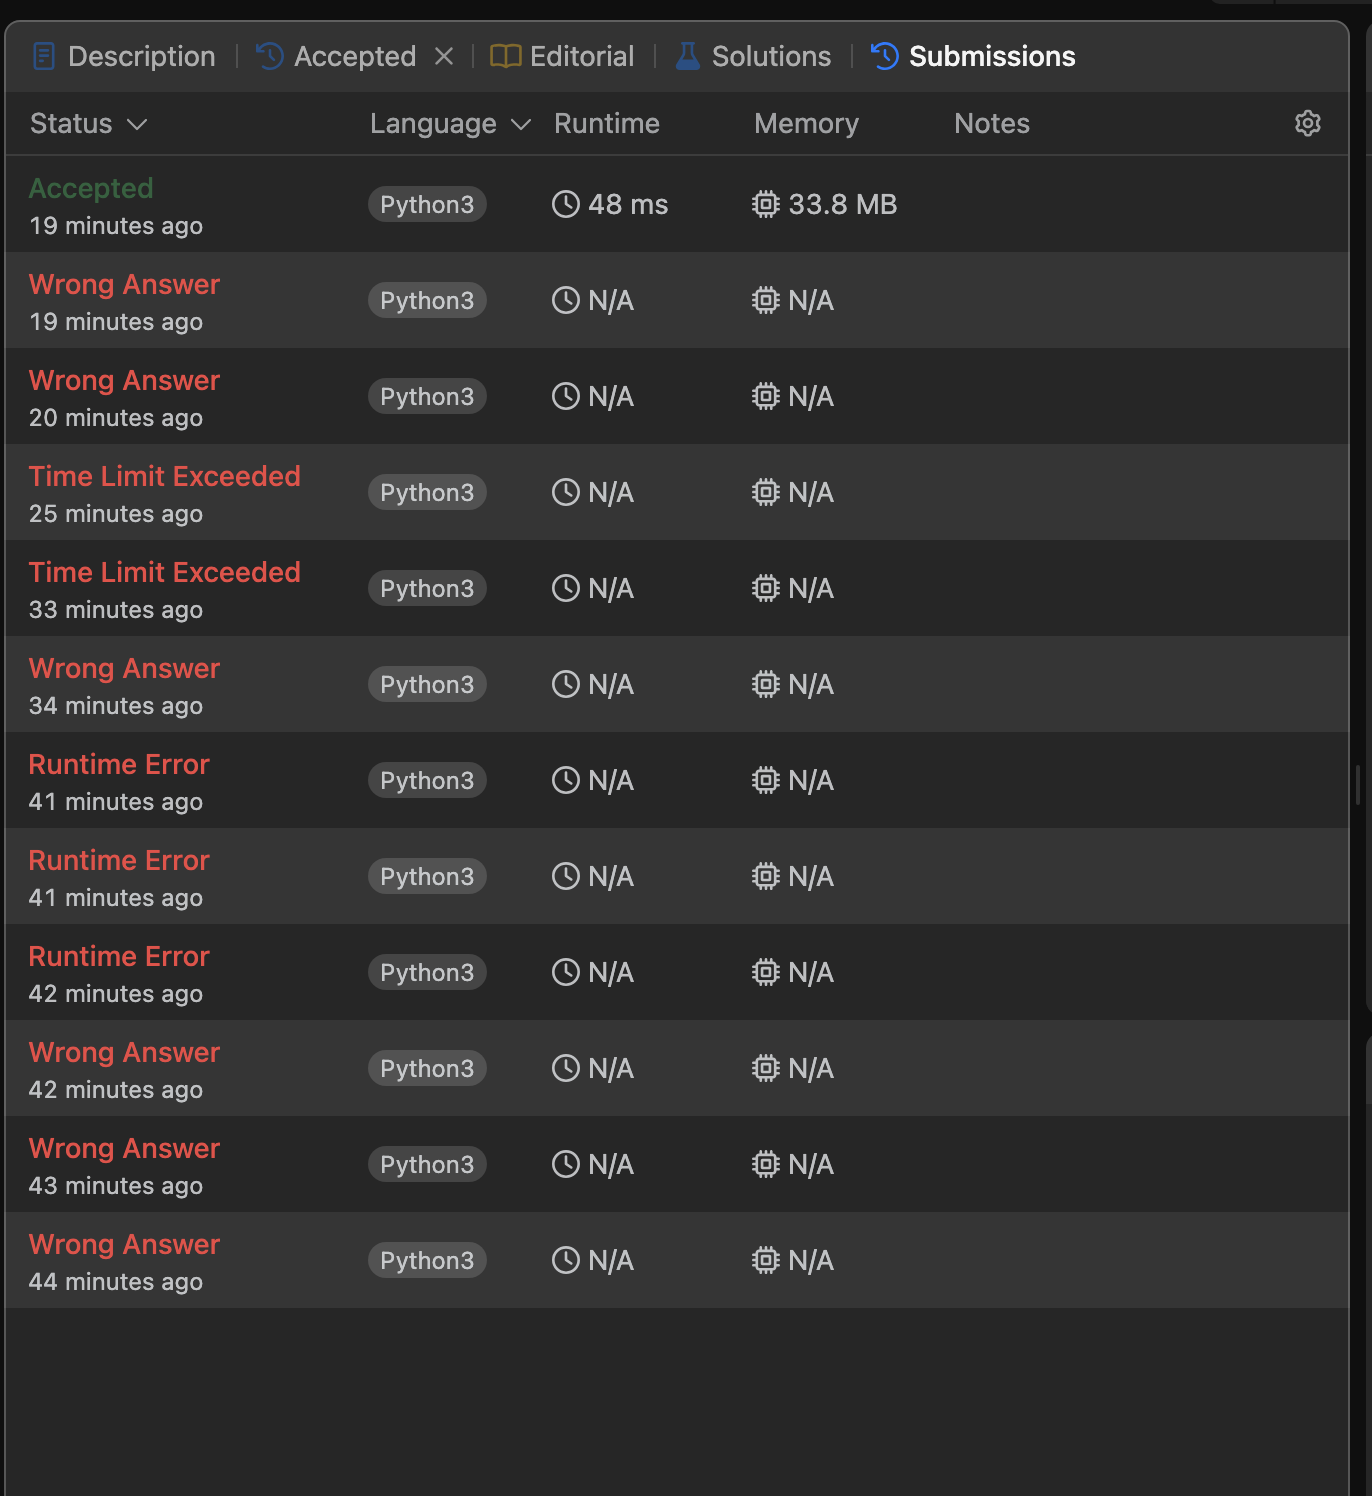 Description | Accepted × | Editorial | Solutions | Submissions
Status Language Runtime Memory Notes
Accepted
19 minutes ago
Python3 48 ms 33.8 MB
Wrong Answer
19 minutes ago
Python3 N/A N/A
Wrong Answer
20 minutes ago
Python3 N/A N/A
Time Limit Exceeded
25 minutes ago
Python3 N/A N/A
Time Limit Exceeded
33 minutes ago
Python3 N/A N/A
Wrong Answer
34 minutes ago
Python3 N/A N/A
Runtime Error
41 minutes ago
Python3 N/A N/A
Runtime Error
41 minutes ago
Python3 N/A N/A
Runtime Error
42 minutes ago
Python3 N/A N/A
Wrong Answer
42 minutes ago
Python3 N/A N/A
Wrong Answer
43 minutes ago
Python3 N/A N/A
Wrong Answer
44 minutes ago
Python3 N/A N/A